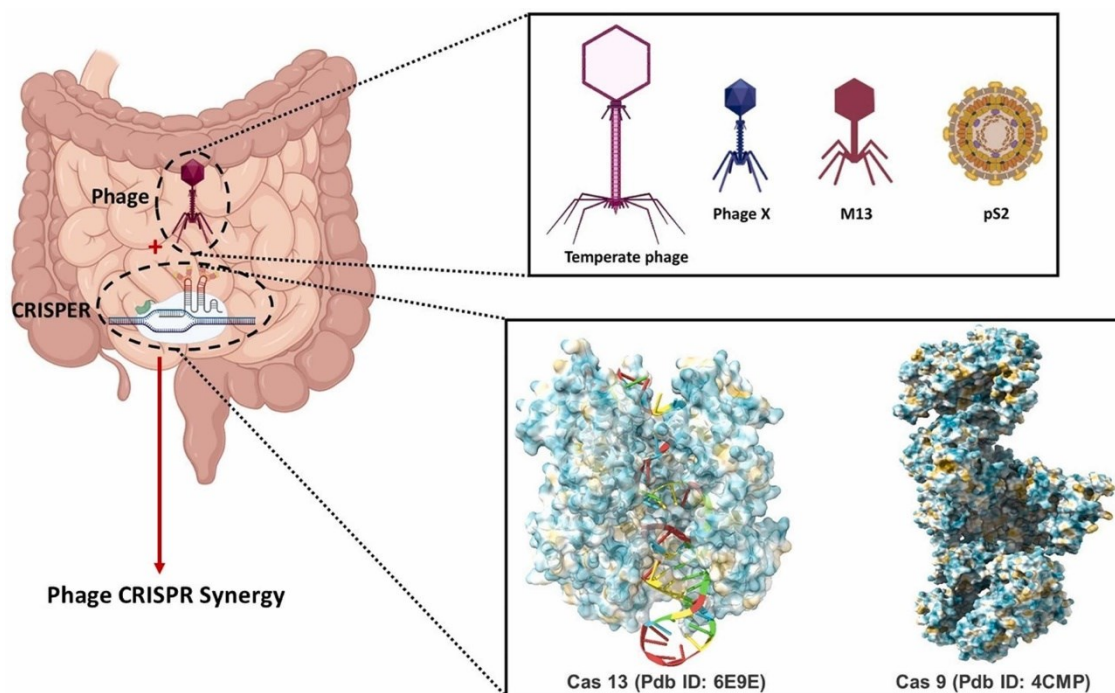 Phage
+
CRISPER
Phage CRISPR Synergy
Temperate phage
Phage X
M13
pS2
Cas 13 (Pdb ID: 6E9E)
Cas 9 (Pdb ID: 4CMP)